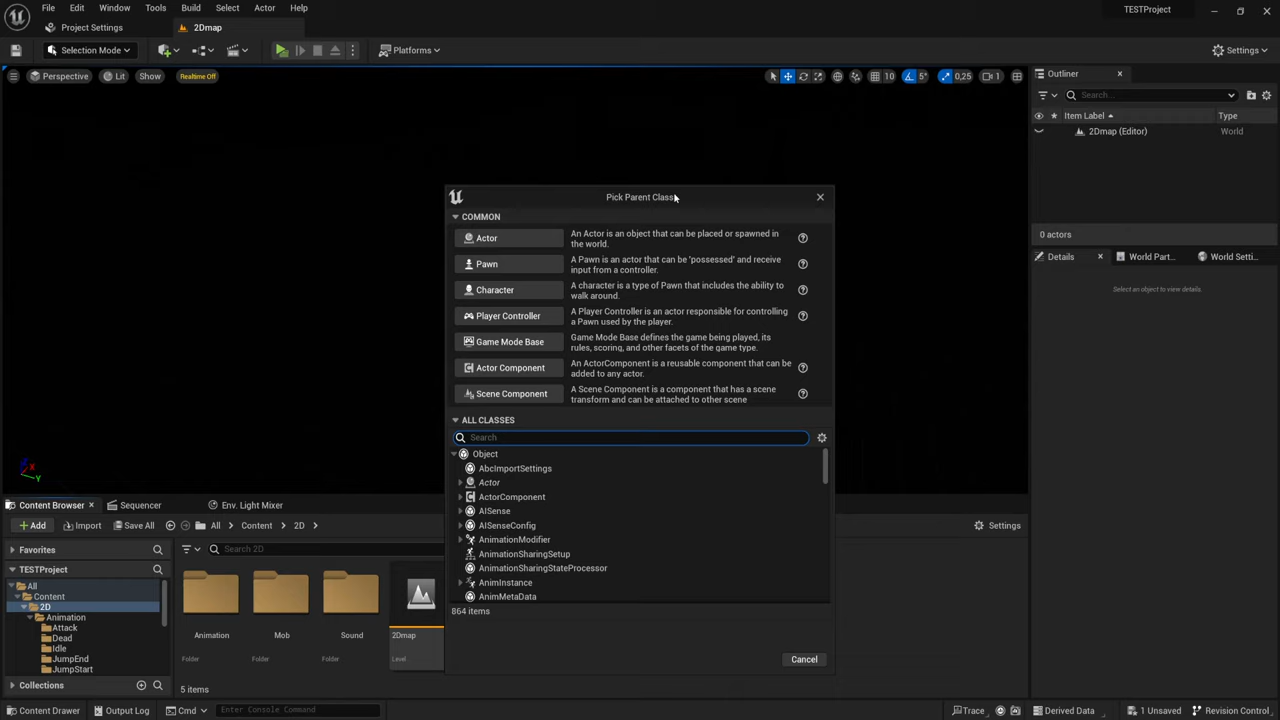 File Edit Window Tools Build Select Actor Help
TESTProject
Project Settings
2Dmap
Selection Mode
Platforms
Settings
Perspective
Lit
Show
Realtime Off
10
5°
0,25
1
Outliner
Search...
Item Label
Type
2Dmap (Editor)
World
0 actors
Details
World Part...
World Setti...
Select an object to view details.
Pick Parent Class
COMMON
Actor
An Actor is an object that can be placed or spawned in
the world.
Pawn
A Pawn is an actor that can be 'possessed' and receive
input from a controller.
Character
A character is a type of Pawn that includes the ability to
walk around.
Player Controller
A Player Controller is an actor responsible for controlling
a Pawn used by the player.
Game Mode Base
Game Mode Base defines the game being played, its
rules, scoring, and other facets of the game type.
Actor Component
An ActorComponent is a reusable component that can be
added to any actor.
Scene Component
A Scene Component is a component that has a scene
transform and can be attached to other scene
ALL CLASSES
Search
Object
AbcImportSettings
Actor
ActorComponent
AISense
AISenseConfig
AnimationModifier
AnimationSharingSetup
AnimationSharingStateProcessor
AnimInstance
AnimMetaData
864 items
Cancel
X
Y
Content Browser
Sequencer
Env. Light Mixer
Add
Import
Save All
All
Content
2D
Settings
Favorites
TESTProject
All
Content
2D
Animation
Attack
Dead
Idle
JumpEnd
JumpStart
Collections
Search 2D
Animation
Folder
Mob
Folder
Sound
Folder
2Dmap
Level
5 items
Content Drawer
Output Log
Cmd
Enter Console Command
Trace
Derived Data
1 Unsaved
Revision Control